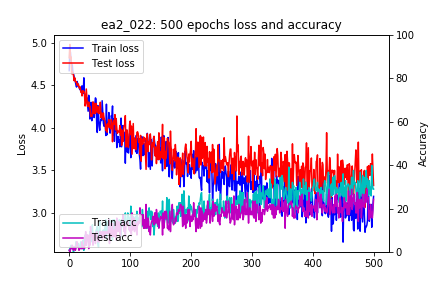 ea2_022: 500 epochs loss and accuracy
Train loss
Test loss
Train acc
Test acc
Loss
Accuracy
5.0
4.5
4.0
3.5
3.0
100
80
60
40
20
0
0 100 200 300 400 500